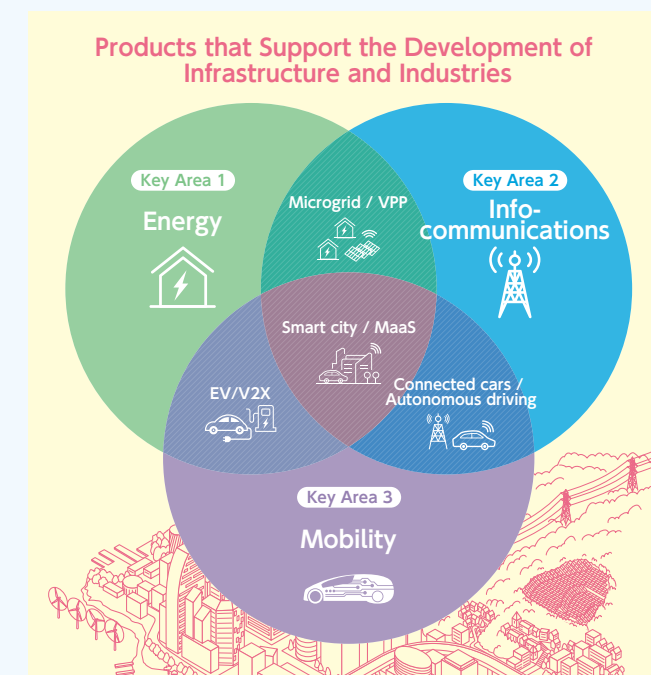 Products that Support the Development of
Infrastructure and Industries
Key Area 1
Energy
Key Area 2
Info-
communications
Microgrid / VPP
Smart city / MaaS
EV/V2X
Connected cars /
Autonomous driving
Key Area 3
Mobility